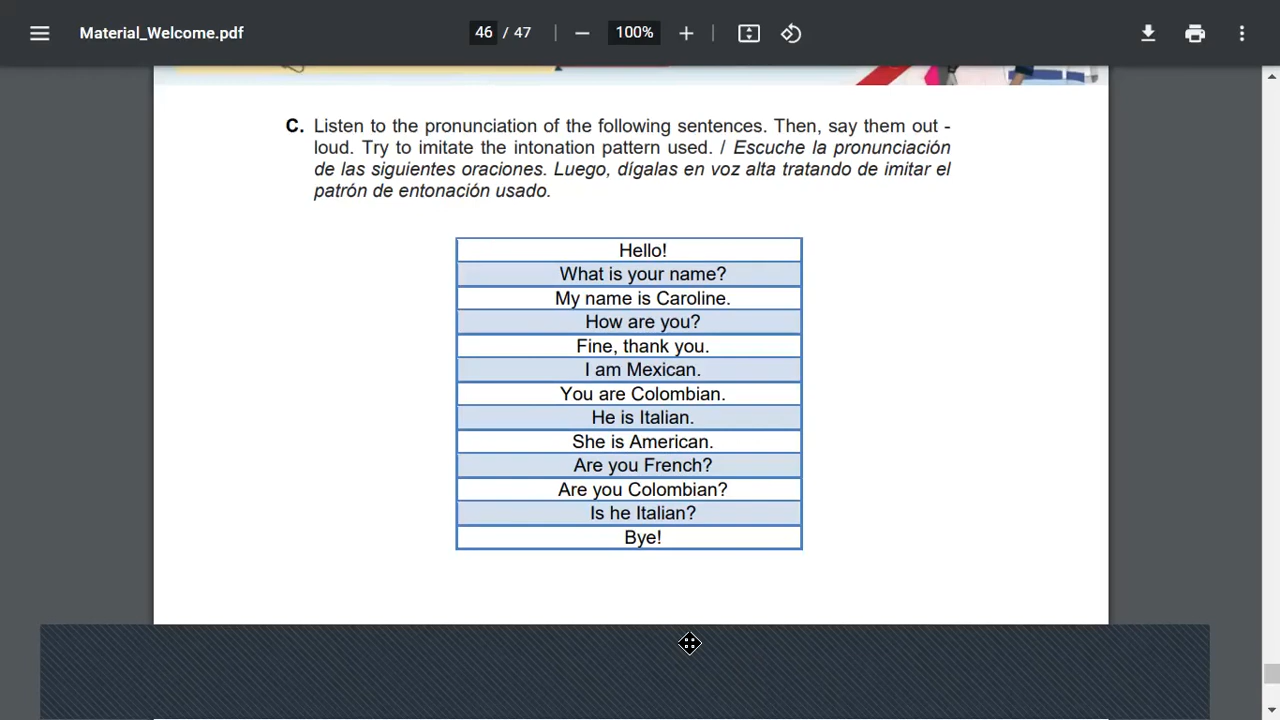 Material_Welcome.pdf
46 / 47
100%
C. Listen to the pronunciation of the following sentences. Then, say them out -
loud. Try to imitate the intonation pattern used. / Escuche la pronunciación
de las siguientes oraciones. Luego, dígalas en voz alta tratando de imitar el
patrón de entonación usado.
Hello!
What is your name?
My name is Caroline.
How are you?
Fine, thank you.
I am Mexican.
You are Colombian.
He is Italian.
She is American.
Are you French?
Are you Colombian?
Is he Italian?
Bye!